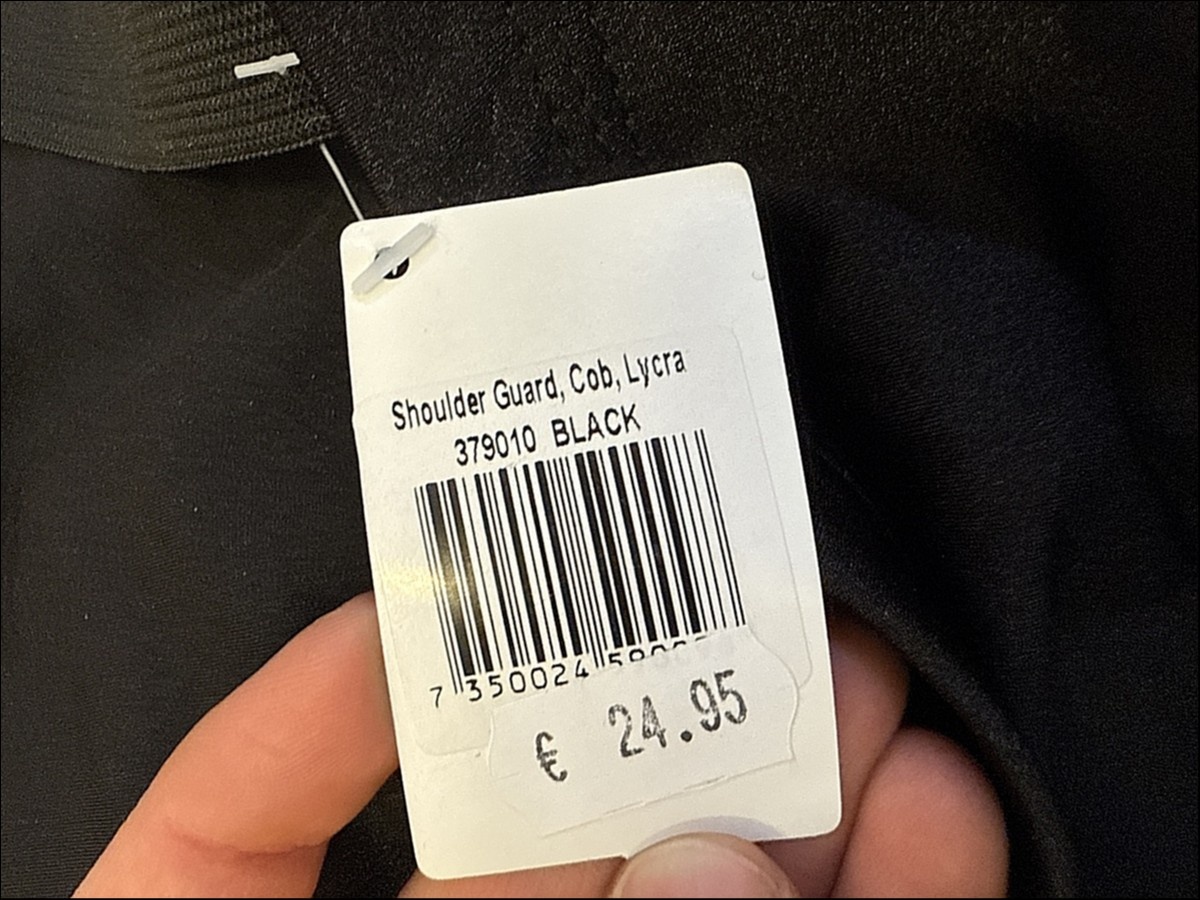 Shoulder Guard, Cob, Lycra
379010 BLACK
7 350024
€ 24.95